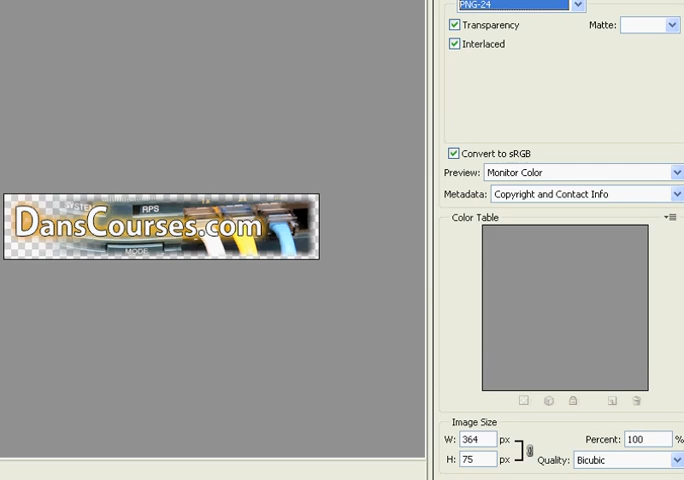 PNG-24
Transparency
Matte:
Interlaced
Convert to sRGB
Preview: Monitor Color
Metadata: Copyright and Contact Info
Color Table
SYSTEM
RPS
DansCourses.com
MODE
Image Size
W: 364 px
Percent: 100 %
H: 75 px
Quality: Bicubic